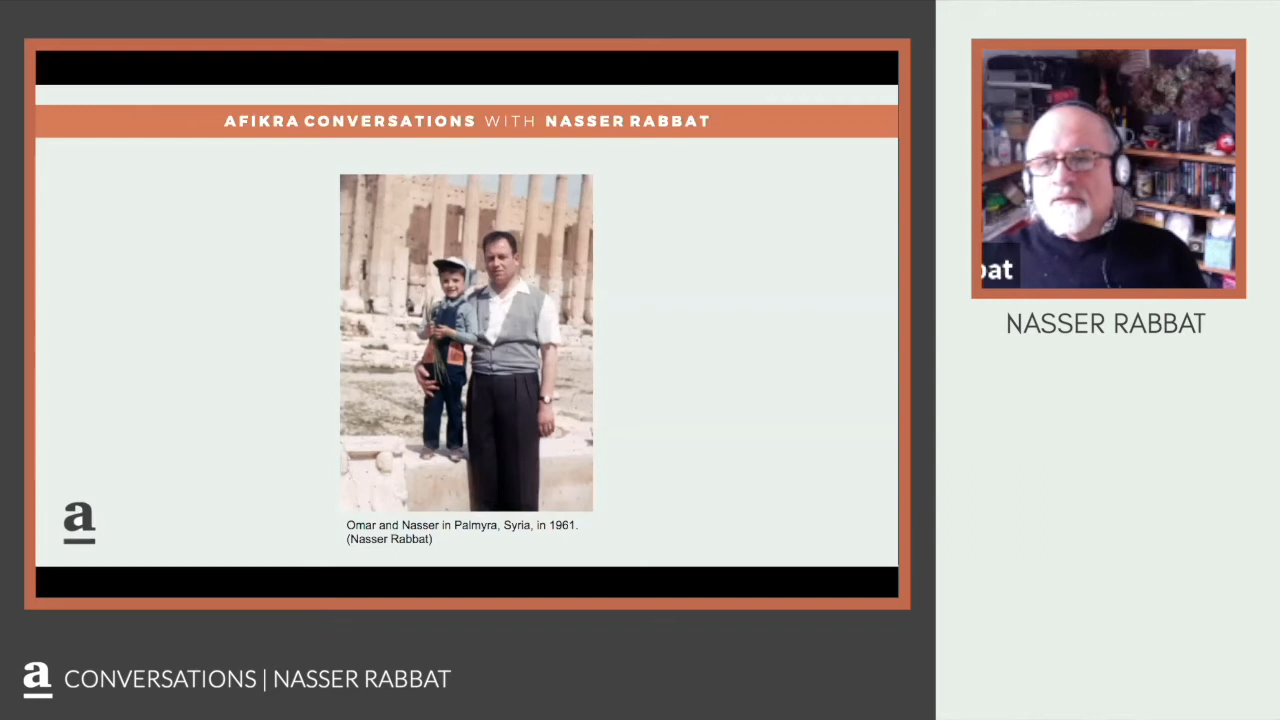 AFIKRA CONVERSATIONS WITH NASSER RABBAT
Omar and Nasser in Palmyra, Syria, in 1961.
(Nasser Rabbat)
a
bat
NASSER RABBAT
a CONVERSATIONS | NASSER RABBAT